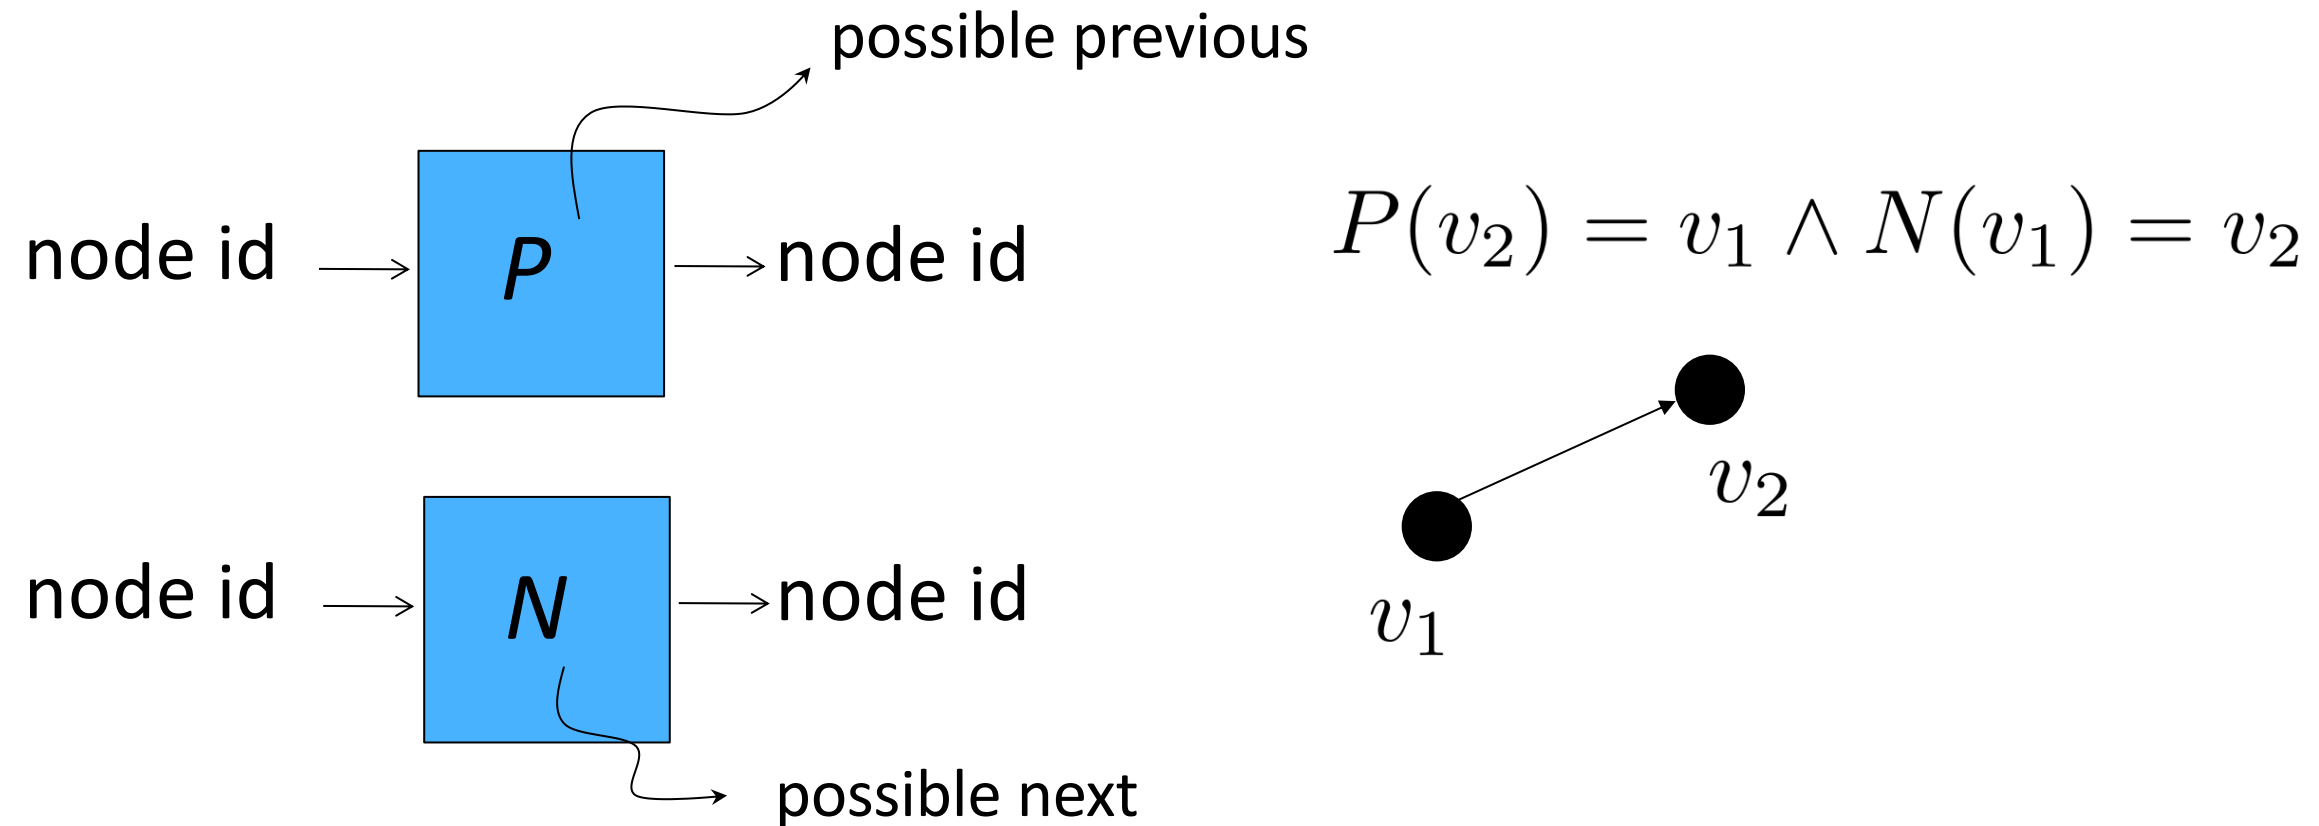 possible previous
node id
P
node id
P(v₂) = v₁ ∧ N(v₁) = v₂
v₂
v₁
node id
N
node id
possible next